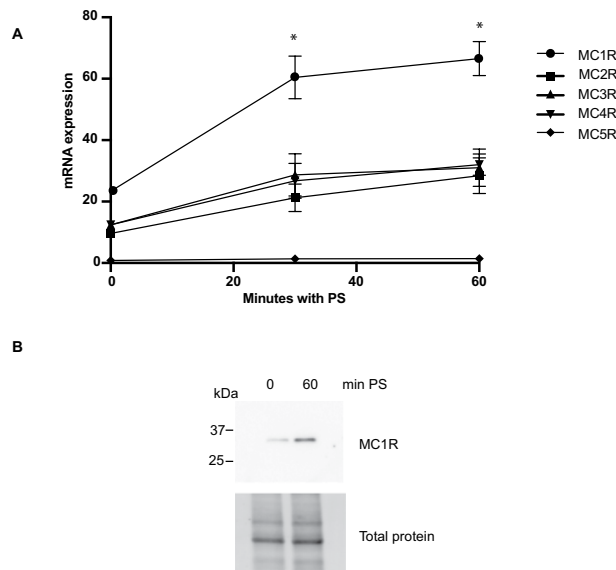 A
80
60
40
20
0
mRNA expression
0 20 40 60
Minutes with PS
* *
MC1R
MC2R
MC3R
MC4R
MC5R
B
0 60 min PS
kDa
37–
25–
MC1R
Total protein